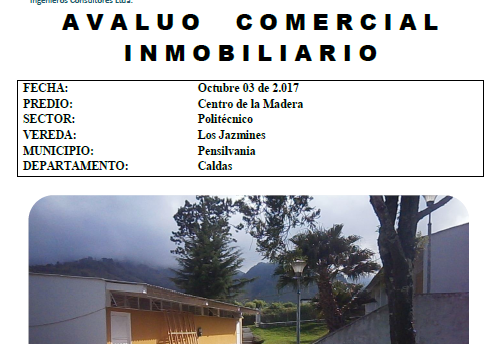 Ingenieros Consultores Ltda.
AVALUO COMERCIAL
INMOBILIARIO
FECHA: Octubre 03 de 2.017
PREDIO: Centro de la Madera
SECTOR: Politécnico
VEREDA: Los Jazmines
MUNICIPIO: Pensilvania
DEPARTAMENTO: Caldas